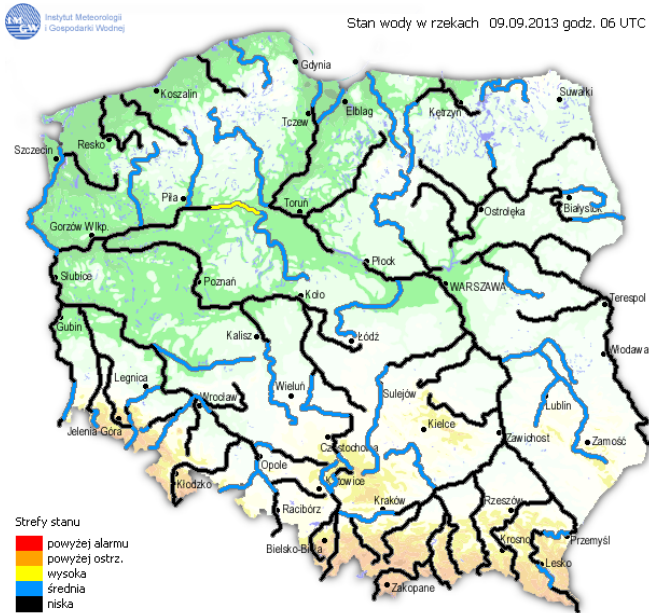 IMGW
Instytut Meteorologii
i Gospodarki Wodnej
Stan wody w rzekach 09.09.2013 godz. 06 UTC
Gdynia
Koszalin
Suwałki
Tczew
Elbląg
Kętrzyn
Resko
Szczecin
Piła
Toruń
Ostrołęka
Białystok
Gorzów Wlkp.
Płock
Słubice
Poznań
WARSZAWA
Koło
Terespol
Gubin
Kalisz
Łódź
Włodawa
Legnica
Wieluń
Sulejów
Wrocław
Lublin
Jelenia Góra
Kielce
Częstochowa
Zawichost
Zamość
Opole
Kłodzko
Katowice
Racibórz
Kraków
Rzeszów
Bielsko-Biała
Krosno
Przemyśl
Lesko
Zakopane
Strefy stanu
powyżej alarmu
powyżej ostrz.
wysoka
średnia
niska